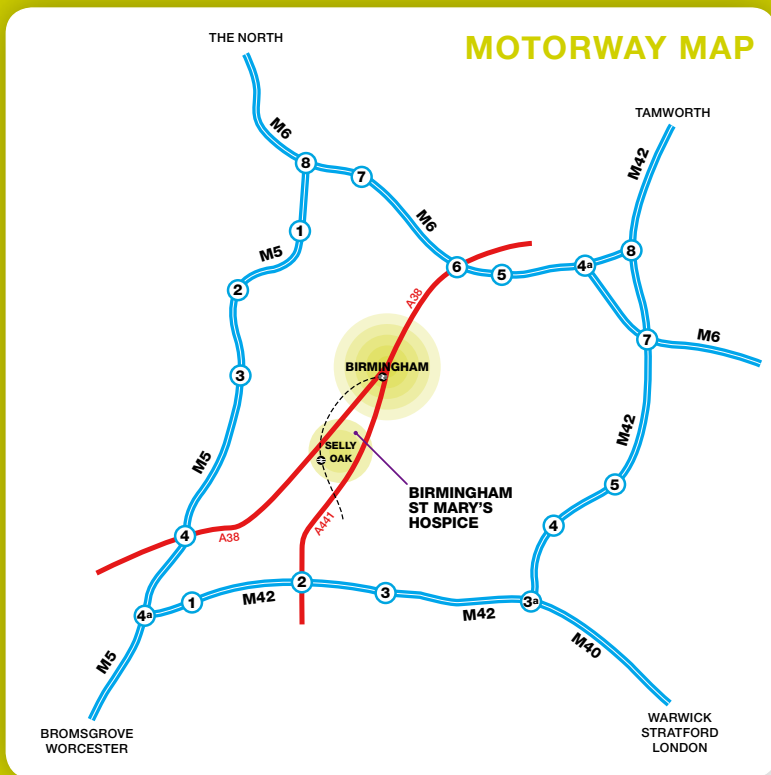 MOTORWAY MAP
THE NORTH
TAMWORTH
M6
M42
8
7
1
M6
M5
6
5
4a
8
2
A38
7
M6
BIRMINGHAM
3
M42
SELLY
OAK
M5
BIRMINGHAM
ST MARY'S
HOSPICE
5
4
A38
A441
4
4a
1
M42
2
3
M42
3a
M5
M40
BROMSGROVE
WORCESTER
WARWICK
STRATFORD
LONDON